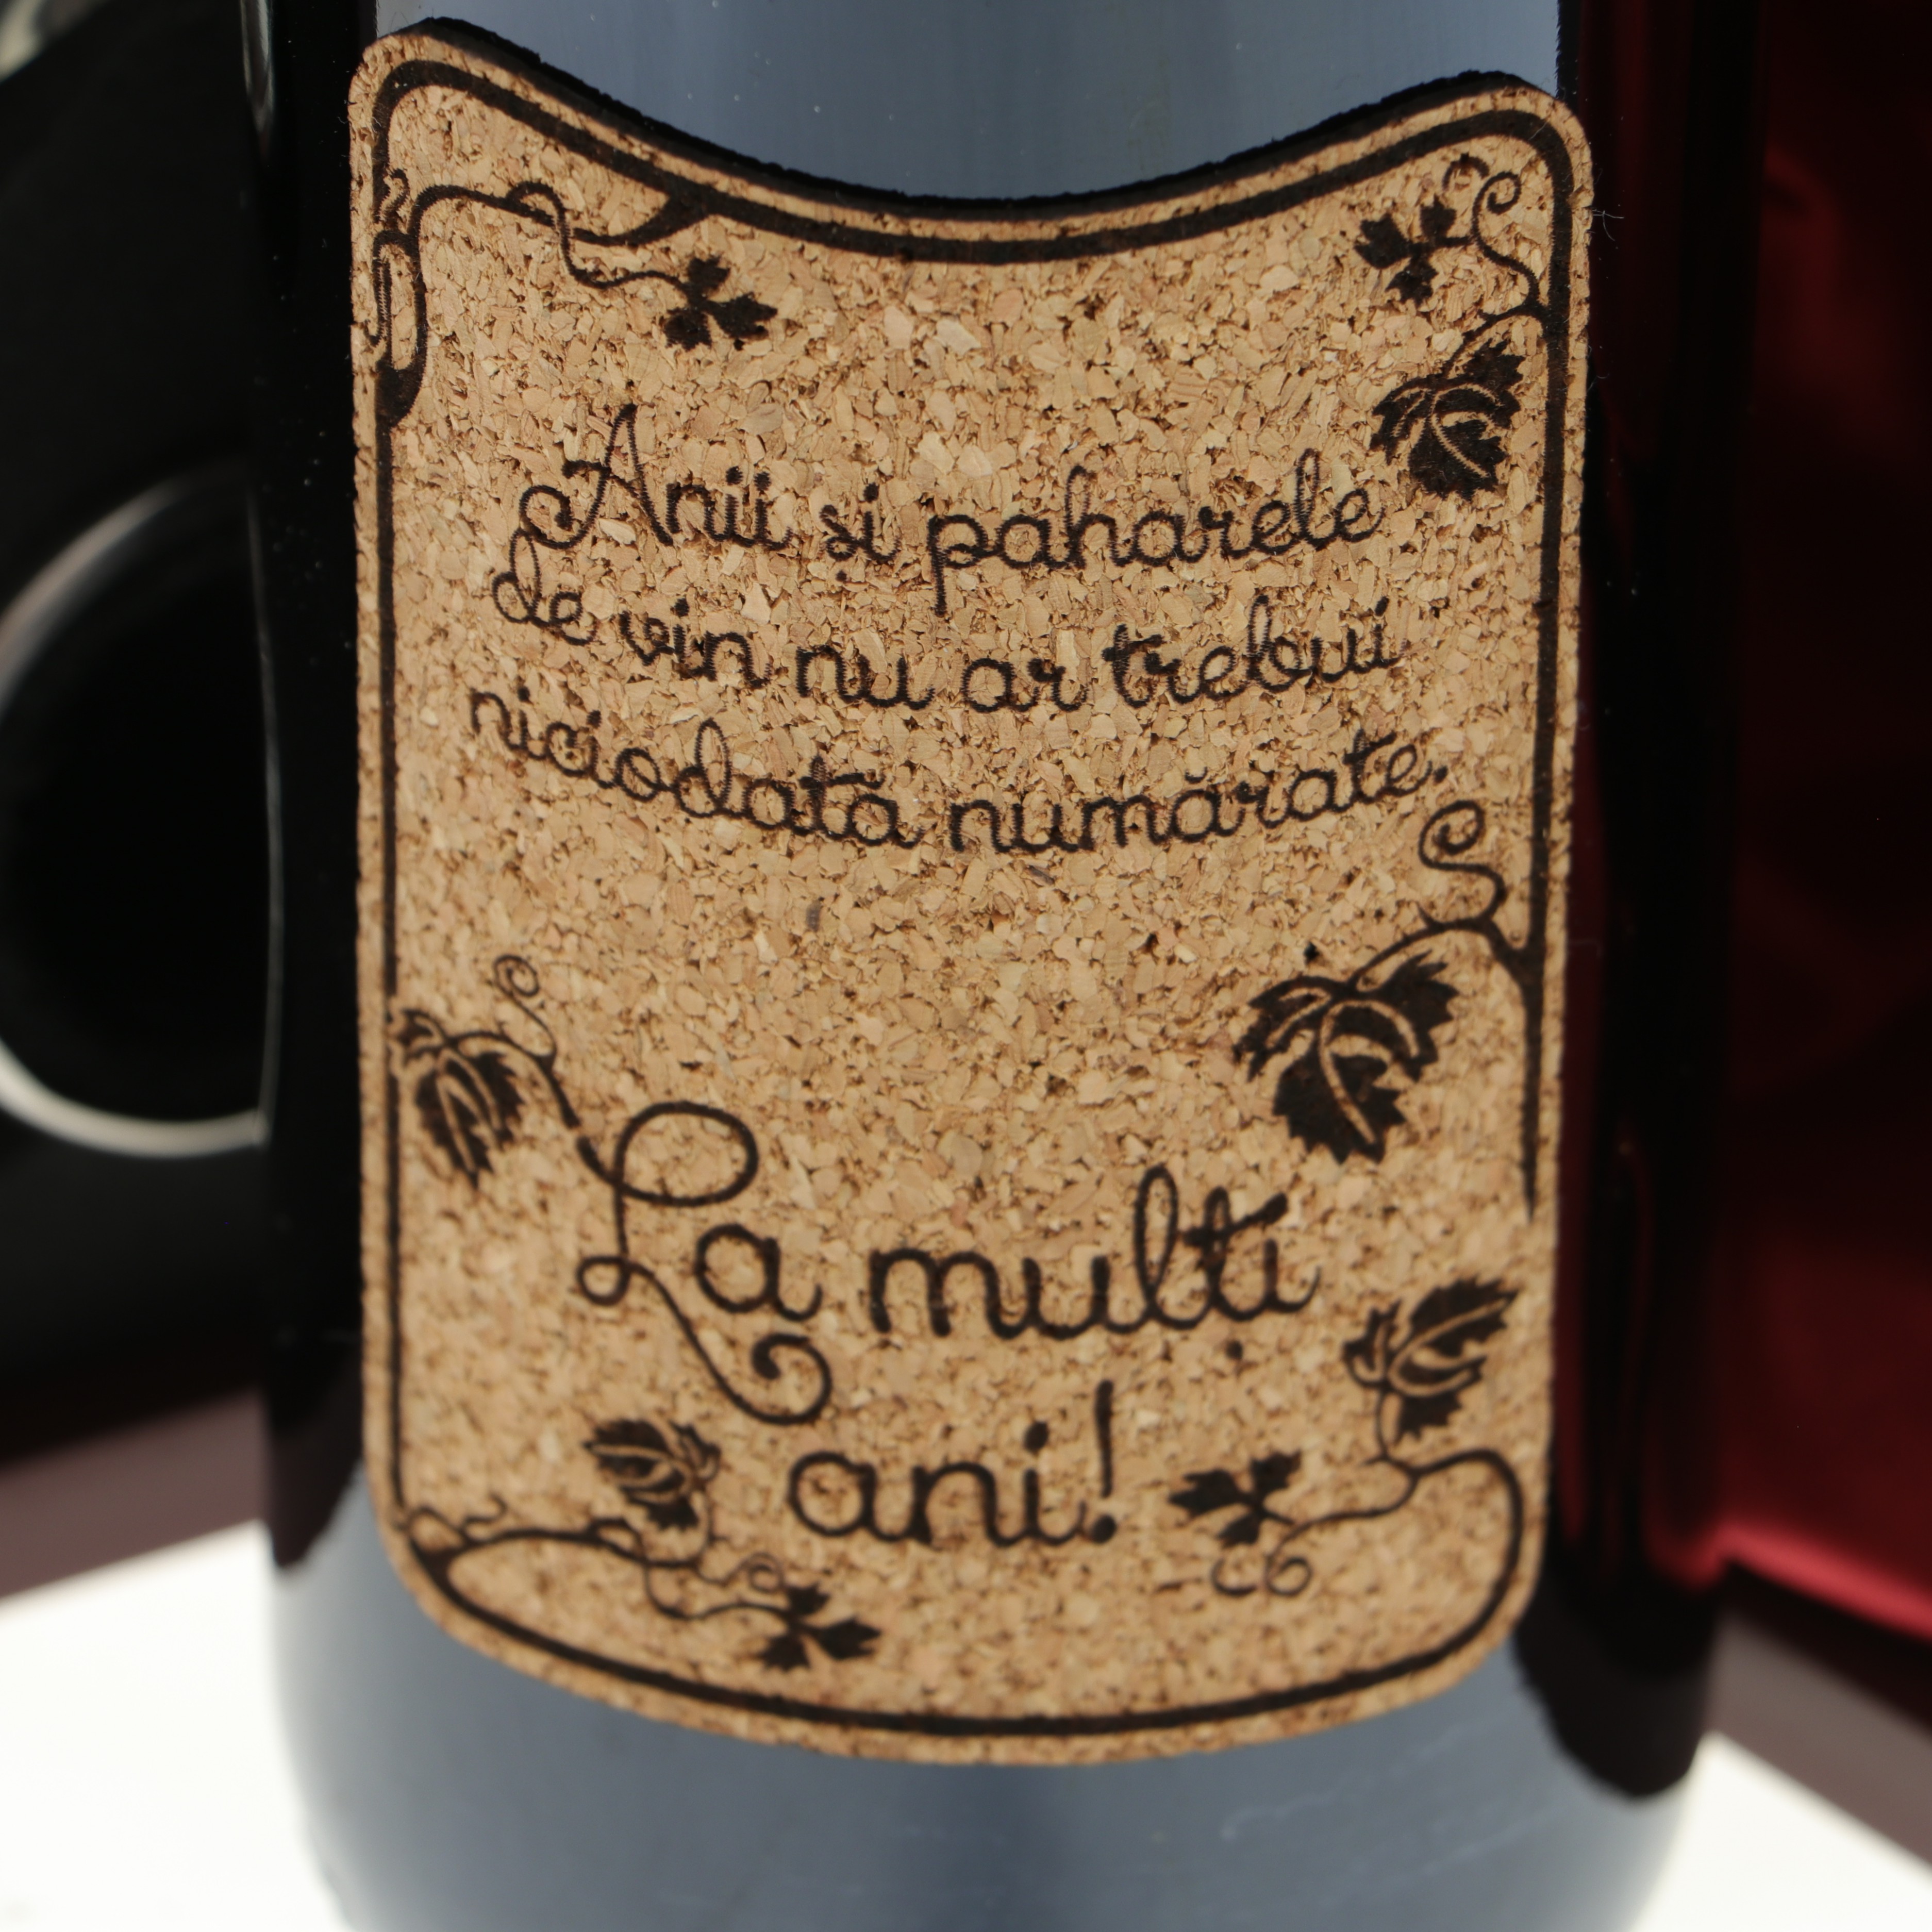 Anii și paharele
de vin nu ar trebui
niciodată numărate.
La mulți
ani!